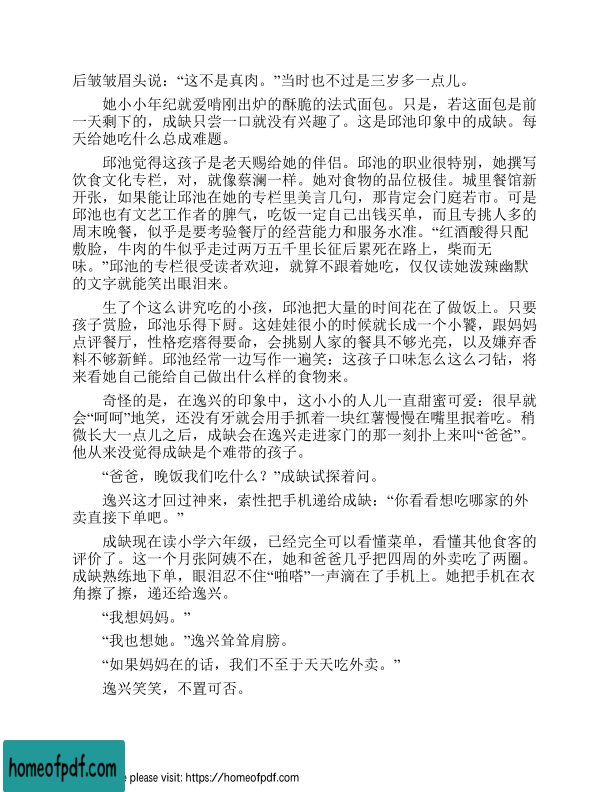 后皱皱眉头说：“这不是真肉。”当时也不过是三岁多一点儿。
她小小年纪就爱啃刚出炉的酥脆的法式面包。只是，若这面包是前
一天剩下的，成缺只尝一口就没有兴趣了。这是邱池印象中的成缺。每
天给她吃什么总成难题。
邱池觉得这孩子是老天赐给她的伴侣。邱池的职业很特别，她撰写
饮食文化专栏，对，就像蔡澜一样。她对食物的品位极佳。城里餐馆新
开张，如果能让邱池在她的专栏里美言几句，那肯定会门庭若市。可是
邱池也有文艺工作者的脾气，吃饭一定自己出钱买单，而且专挑人多的
周末晚餐，似乎是要考验餐厅的经营能力和服务水准。“红酒酸得只配
敷脸，牛肉的牛似乎走过两万五千里长征后累死在路上，柴而无
味。”邱池的专栏很受读者欢迎，就算不跟着她吃，仅仅读她泼辣幽默
的文字就能笑出眼泪来。
生了个这么讲究吃的小孩，邱池把大量的时间花在了做饭上。只要
孩子赏脸，邱池乐得下厨。这娃娃很小的时候就长成一个小饕，跟妈妈
点评餐厅，性格疙瘩得要命，会挑剔人家的餐具不够光亮，以及嫌弃香
料不够新鲜。邱池经常一边写作一遍笑：这孩子口味怎么这么刁钻，将
来看她自己能给自己做出什么样的食物来。
奇怪的是，在逸兴的印象中，这小小的人儿一直甜蜜可爱：很早就
会“呵呵”地笑，还没有牙就会用手抓着一块红薯慢慢在嘴里抿着吃。稍
微长大一点儿之后，成缺会在逸兴走进家门的那一刻扑上来叫“爸爸”。
他从来没觉得成缺是个难带的孩子。
“爸爸，晚饭我们吃什么？”成缺试探着问。
逸兴这才回过神来，索性把手机递给成缺：“你看看想吃哪家的外
卖直接下单吧。”
成缺现在读小学六年级，已经完全可以看懂菜单，看懂其他食客的
评价了。这一个月张阿姨不在，她和爸爸几乎把四周的外卖吃了两圈。
成缺熟练地下单，眼泪忍不住“啪嗒”一声滴在了手机上。她把手机在衣
角擦了擦，递还给逸兴。
“我想妈妈。”
“我也想她。”逸兴耸耸肩膀。
“如果妈妈在的话，我们不至于天天吃外卖。”
逸兴笑笑，不置可否。
homeofpdf.com
e please visit: https://homeofpdf.com